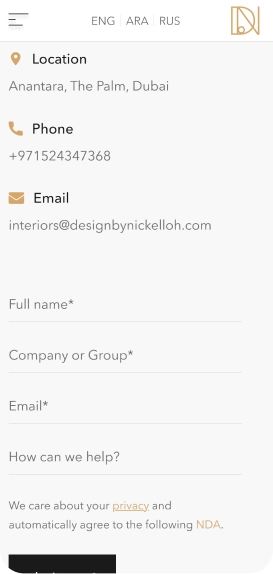 ENG ARA RUS
Location
Anantara, The Palm, Dubai
Phone
+971524347368
Email
interiors@designbynickelloh.com
Full name*
Company or Group*
Email*
How can we help?
We care about your privacy and
automatically agree to the following NDA.